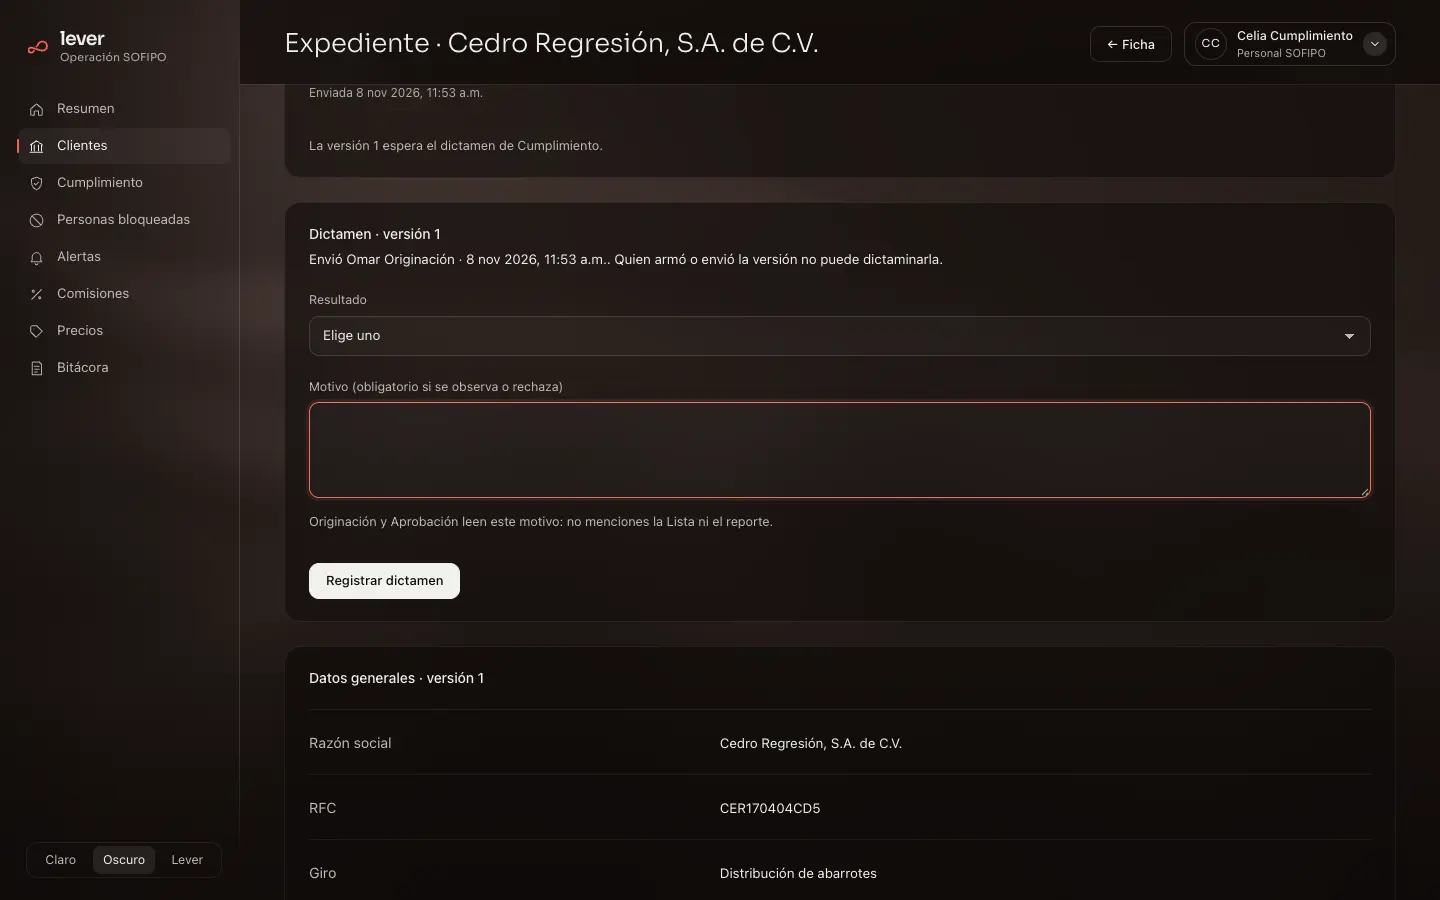 lever
Operación SOFIPO
Resumen
Clientes
Cumplimiento
Personas bloqueadas
Alertas
Comisiones
Precios
Bitácora
Claro
Oscuro
Lever
Expediente · Cedro Regresión, S.A. de C.V.
← Ficha
CC
Celia Cumplimiento
Personal SOFIPO
Enviada 8 nov 2026, 11:53 a.m.
La versión 1 espera el dictamen de Cumplimiento.
Dictamen · versión 1
Envió Omar Originación · 8 nov 2026, 11:53 a.m.. Quien armó o envió la versión no puede dictaminarla.
Resultado
Elige uno
Motivo (obligatorio si se observa o rechaza)
Originación y Aprobación leen este motivo: no menciones la Lista ni el reporte.
Registrar dictamen
Datos generales · versión 1
Razón social
Cedro Regresión, S.A. de C.V.
RFC
CER170404CD5
Giro
Distribución de abarrotes